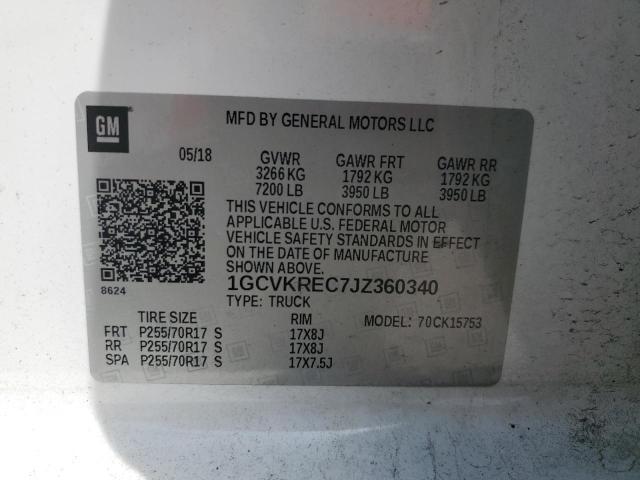 GM
MFD BY GENERAL MOTORS LLC
05/18 GVWR GAWR FRT GAWR RR
3266 KG 1792 KG 1792 KG
7200 LB 3950 LB 3950 LB
THIS VEHICLE CONFORMS TO ALL
APPLICABLE U.S. FEDERAL MOTOR
VEHICLE SAFETY STANDARDS IN EFFECT
ON THE DATE OF MANUFACTURE
SHOWN ABOVE.
8624
1GCVKREC7JZ360340
TYPE: TRUCK
TIRE SIZE RIM MODEL: 70CK15753
FRT P255/70R17 S 17X8J
RR P255/70R17 S 17X8J
SPA P255/70R17 S 17X7.5J